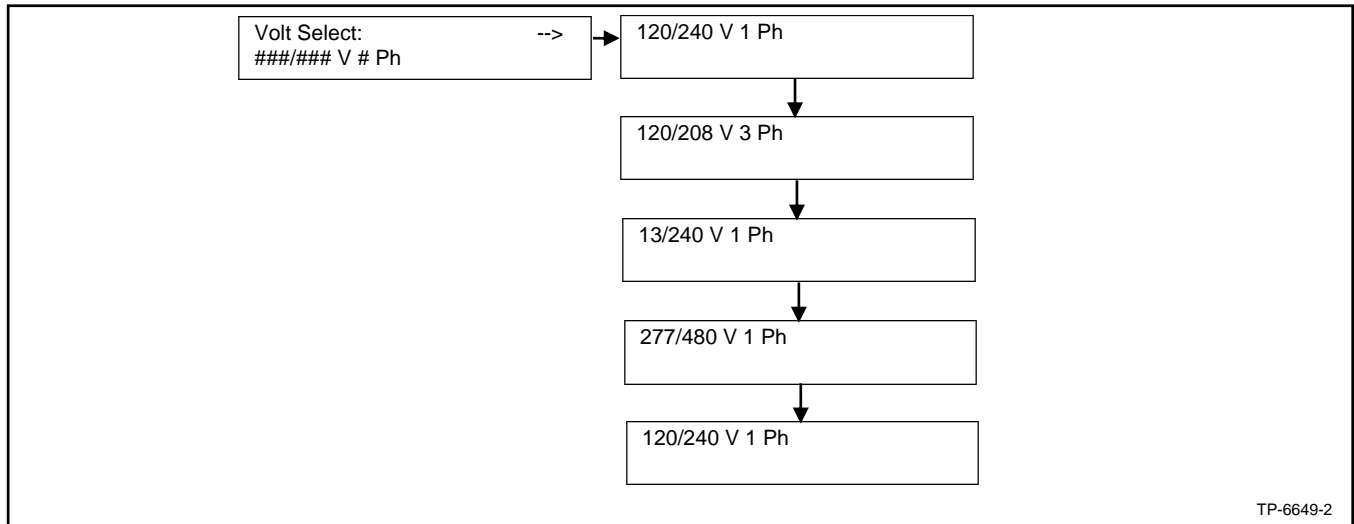 Volt Select: -->
###/### V # Ph
120/240 V 1 Ph
120/208 V 3 Ph
13/240 V 1 Ph
277/480 V 1 Ph
120/240 V 1 Ph
TP-6649-2